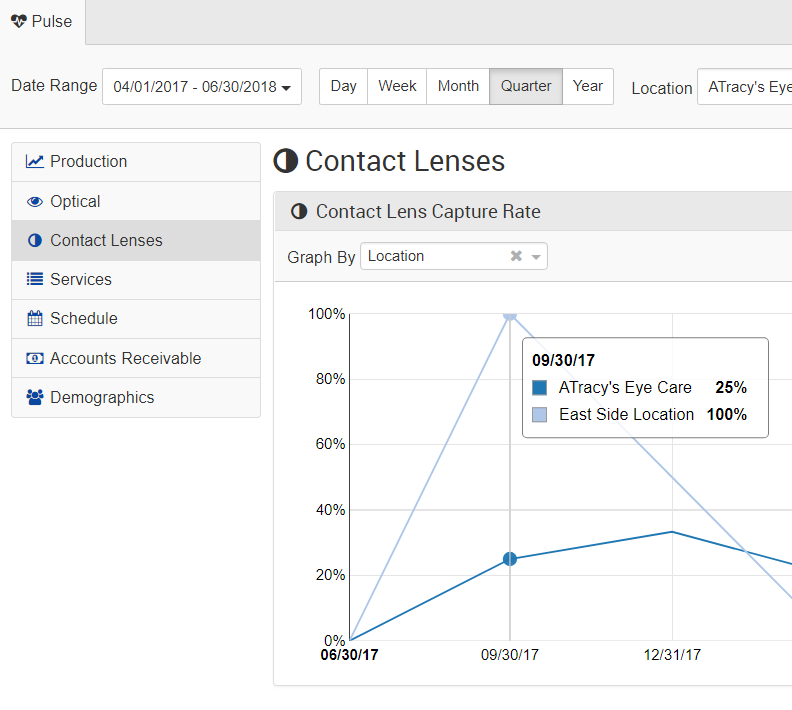 Pulse
Date Range 04/01/2017 - 06/30/2018 Day Week Month Quarter Year Location ATracy's Eye
Production
Optical
Contact Lenses
Services
Schedule
Accounts Receivable
Demographics
Contact Lenses
Contact Lens Capture Rate
Graph By Location
100%
80%
60%
40%
20%
0%
09/30/17
ATracy's Eye Care 25%
East Side Location 100%
06/30/17 09/30/17 12/31/17